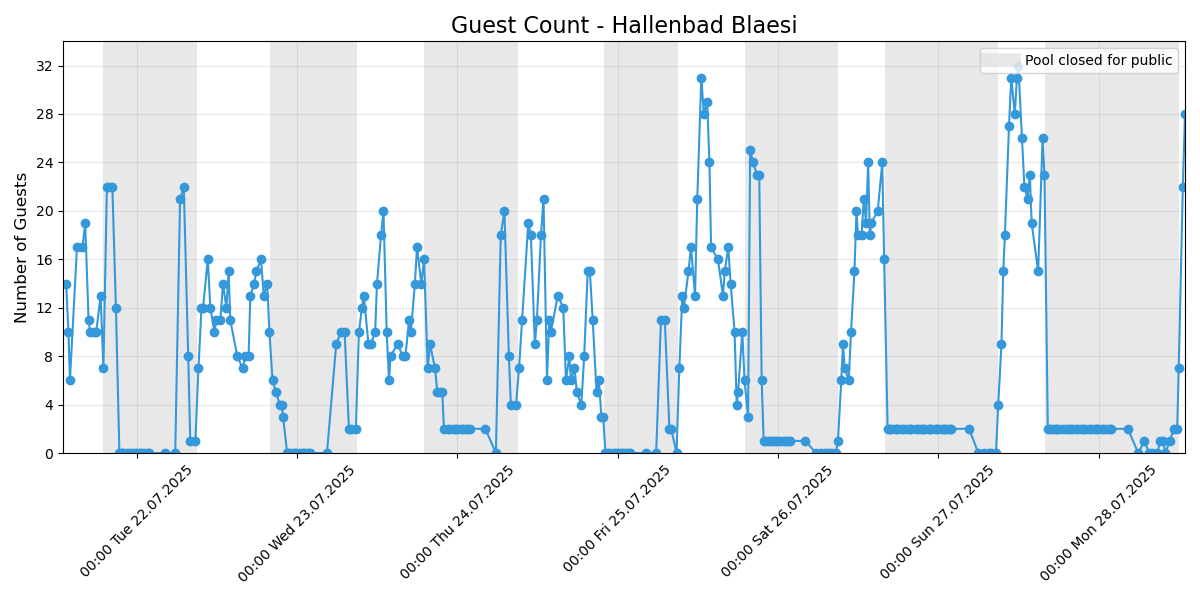 Guest Count - Hallenbad Blaesi
Pool closed for public
Number of Guests
32
28
24
20
16
12
8
4
0
00:00 Tue 22.07.2025
00:00 Wed 23.07.2025
00:00 Thu 24.07.2025
00:00 Fri 25.07.2025
00:00 Sat 26.07.2025
00:00 Sun 27.07.2025
00:00 Mon 28.07.2025